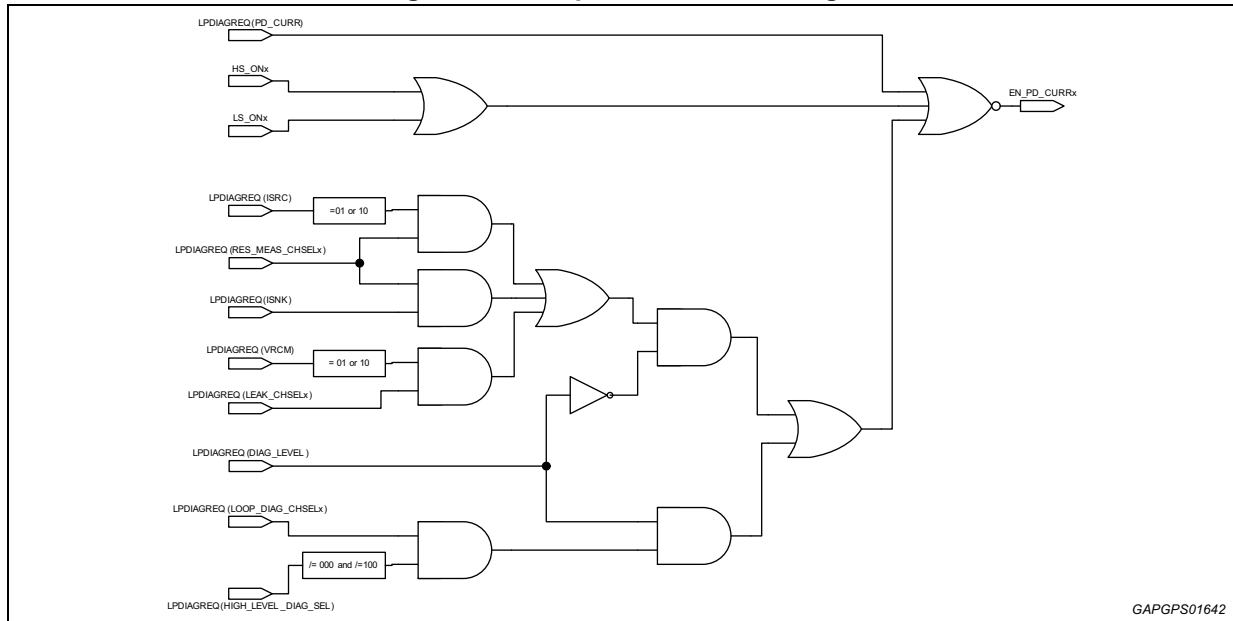 LPDIAGREQ(PD_CURR)
HS_ONx
EN_PD_CURRx
LS_ONx
LPDIAGREQ (ISRC)
=01 or 10
LPDIAGREQ (RES_MEAS_CHSELx)
LPDIAGREQ(ISNK)
LPDIAGREQ (VRCM)
= 01 or 10
LPDIAGREQ (LEAK_CHSELx)
LPDIAGREQ (DIAG_LEVEL )
LPDIAGREQ (LOOP_DIAG_CHSELx)
/= 000 and /=100
LPDIAGREQ(HIGH_LEVEL _DIAG_SEL)
GAPGPS01642